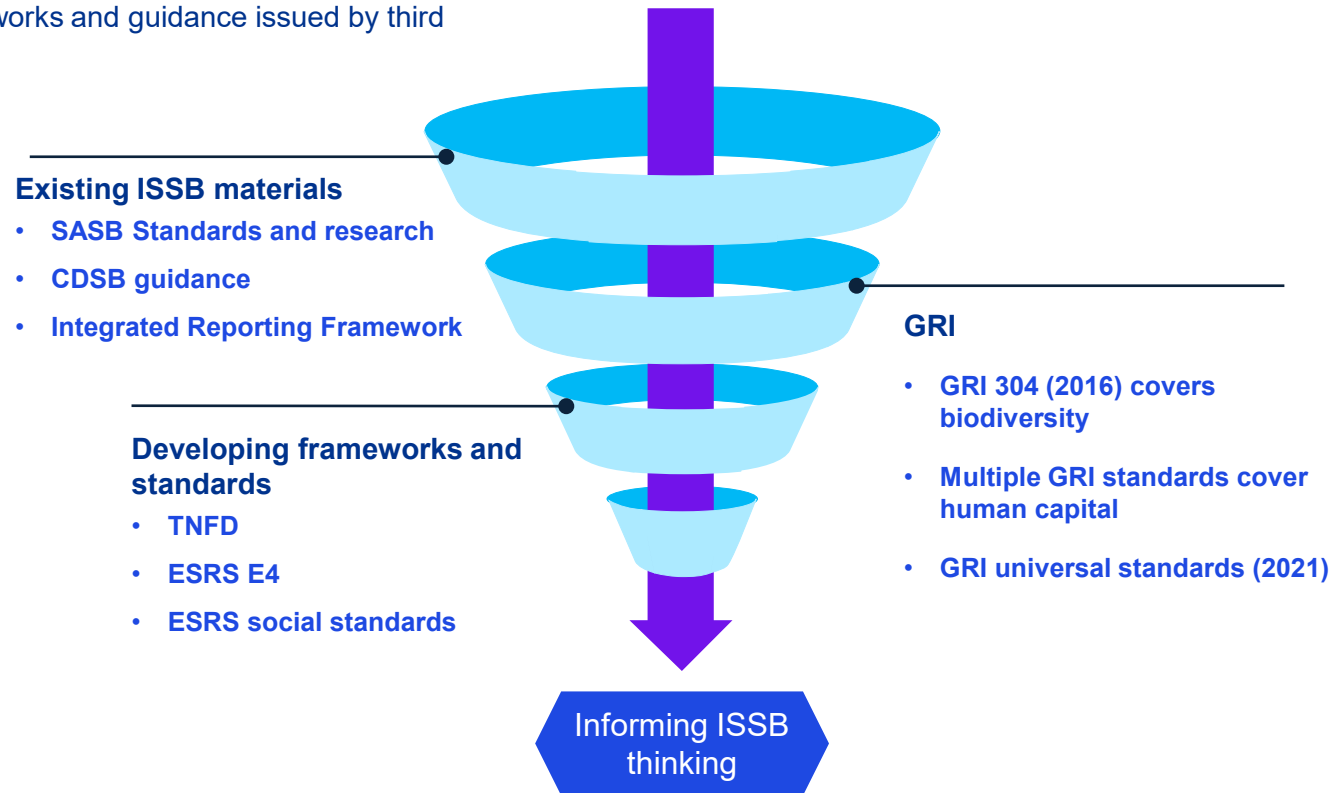 works and guidance issued by third
Existing ISSB materials
• SASB Standards and research
• CDSB guidance
• Integrated Reporting Framework
GRI
• GRI 304 (2016) covers
biodiversity
• Multiple GRI standards cover
human capital
• GRI universal standards (2021)
Developing frameworks and
standards
• TNFD
• ESRS E4
• ESRS social standards
Informing ISSB
thinking